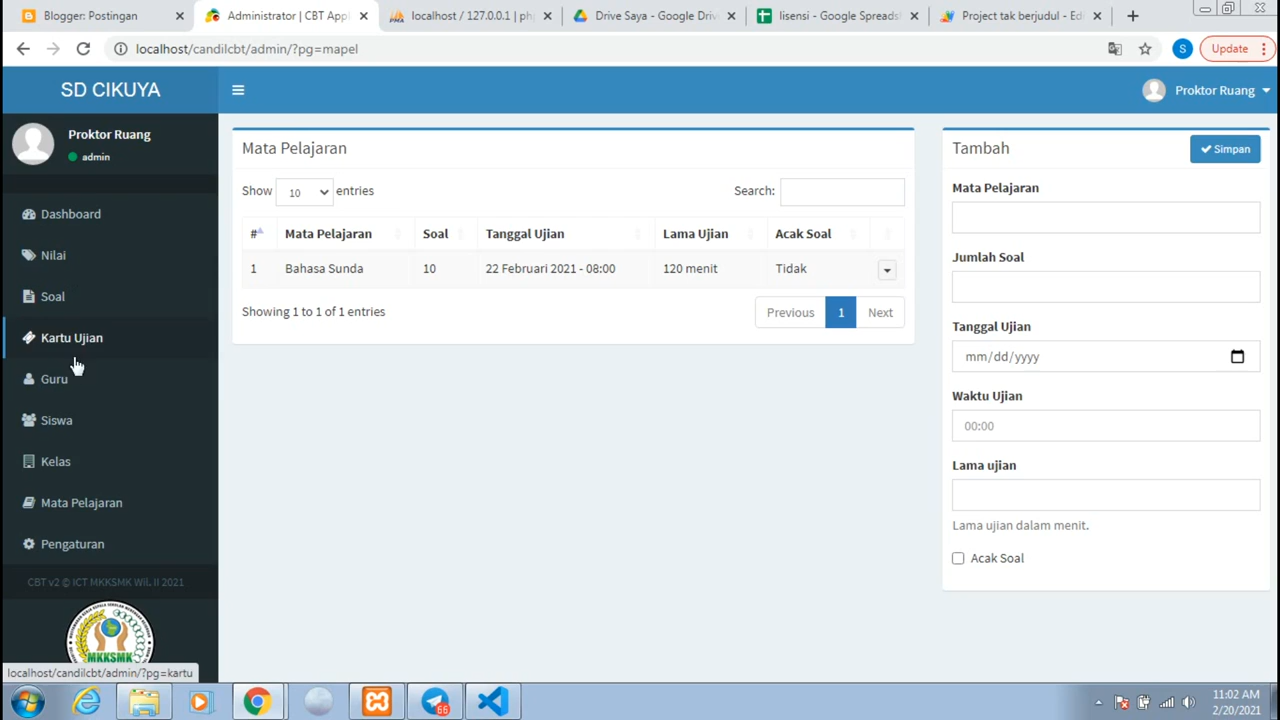 Blogger: Postingan
Administrator | CBT Appl
localhost / 127.0.0.1 | ph
Drive Saya - Google Driv
lisensi - Google Spreads
Project tak berjudul - Ed
localhost/candilcbt/admin/?pg=mapel
S
Update
SD CIKUYA
Proktor Ruang
Proktor Ruang
admin
Dashboard
Nilai
Soal
Kartu Ujian
Guru
Siswa
Kelas
Mata Pelajaran
Pengaturan
CBT v2 © ICT MKKSMK Wil. II 2021
MKKSMK
localhost/candilcbt/admin/?pg=kartu
Mata Pelajaran
Show 10 entries
Search:
# Mata Pelajaran Soal Tanggal Ujian Lama Ujian Acak Soal
1 Bahasa Sunda 10 22 Februari 2021 - 08:00 120 menit Tidak
Showing 1 to 1 of 1 entries
Previous 1 Next
Tambah
Simpan
Mata Pelajaran
Jumlah Soal
Tanggal Ujian
mm/dd/yyyy
Waktu Ujian
00:00
Lama ujian
Lama ujian dalam menit.
Acak Soal
66
11:02 AM
2/20/2021